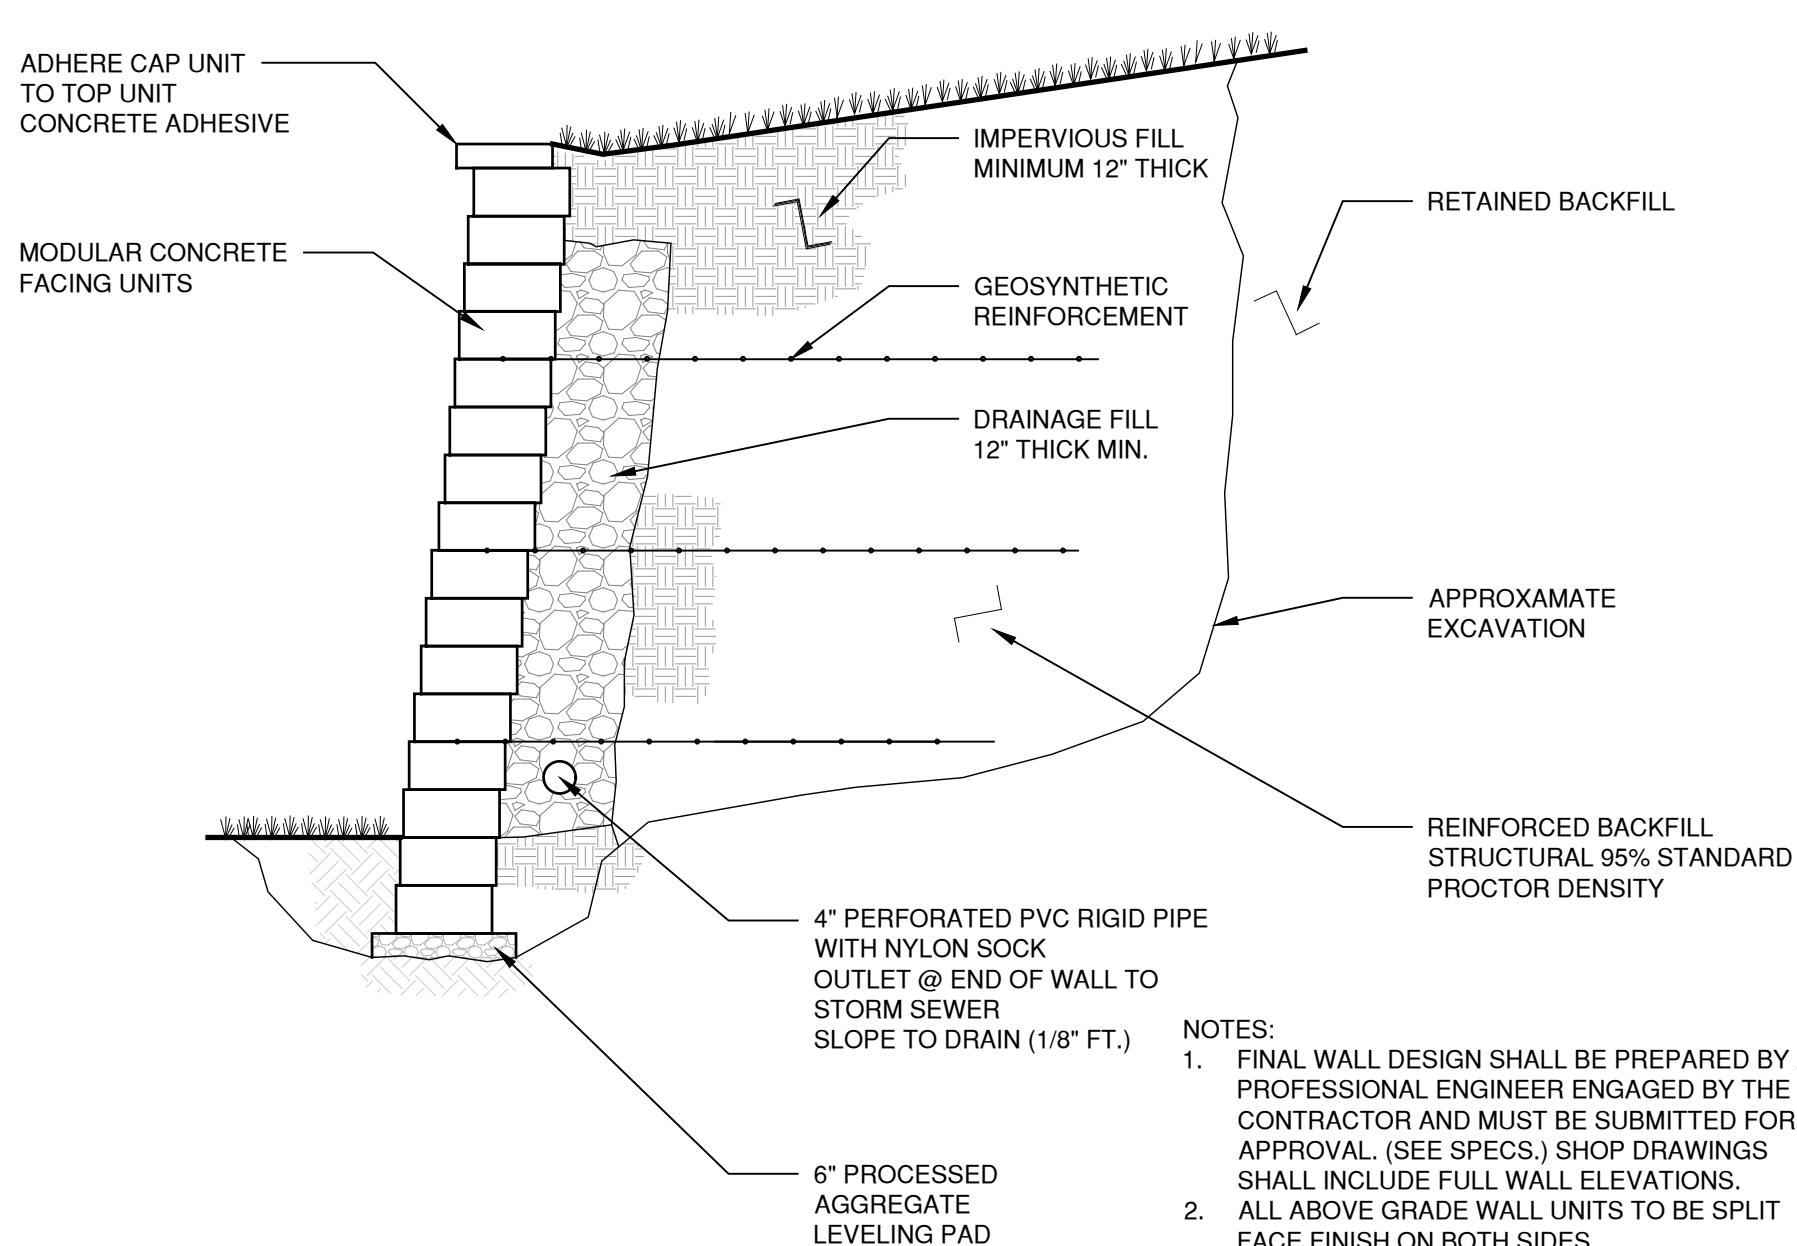 ADHERE CAP UNIT
TO TOP UNIT
CONCRETE ADHESIVE
MODULAR CONCRETE
FACING UNITS
IMPERVIOUS FILL
MINIMUM 12" THICK
RETAINED BACKFILL
GEOSYNTHETIC
REINFORCEMENT
DRAINAGE FILL
12" THICK MIN.
APPROXAMATE
EXCAVATION
REINFORCED BACKFILL
STRUCTURAL 95% STANDARD
PROCTOR DENSITY
4" PERFORATED PVC RIGID PIPE
WITH NYLON SOCK
OUTLET @ END OF WALL TO
STORM SEWER
SLOPE TO DRAIN (1/8" FT.)
6" PROCESSED
AGGREGATE
LEVELING PAD
NOTES:
1. FINAL WALL DESIGN SHALL BE PREPARED BY
PROFESSIONAL ENGINEER ENGAGED BY THE
CONTRACTOR AND MUST BE SUBMITTED FOR
APPROVAL. (SEE SPECS.) SHOP DRAWINGS
SHALL INCLUDE FULL WALL ELEVATIONS.
2. ALL ABOVE GRADE WALL UNITS TO BE SPLIT
FACE FINISH ON BOTH SIDES